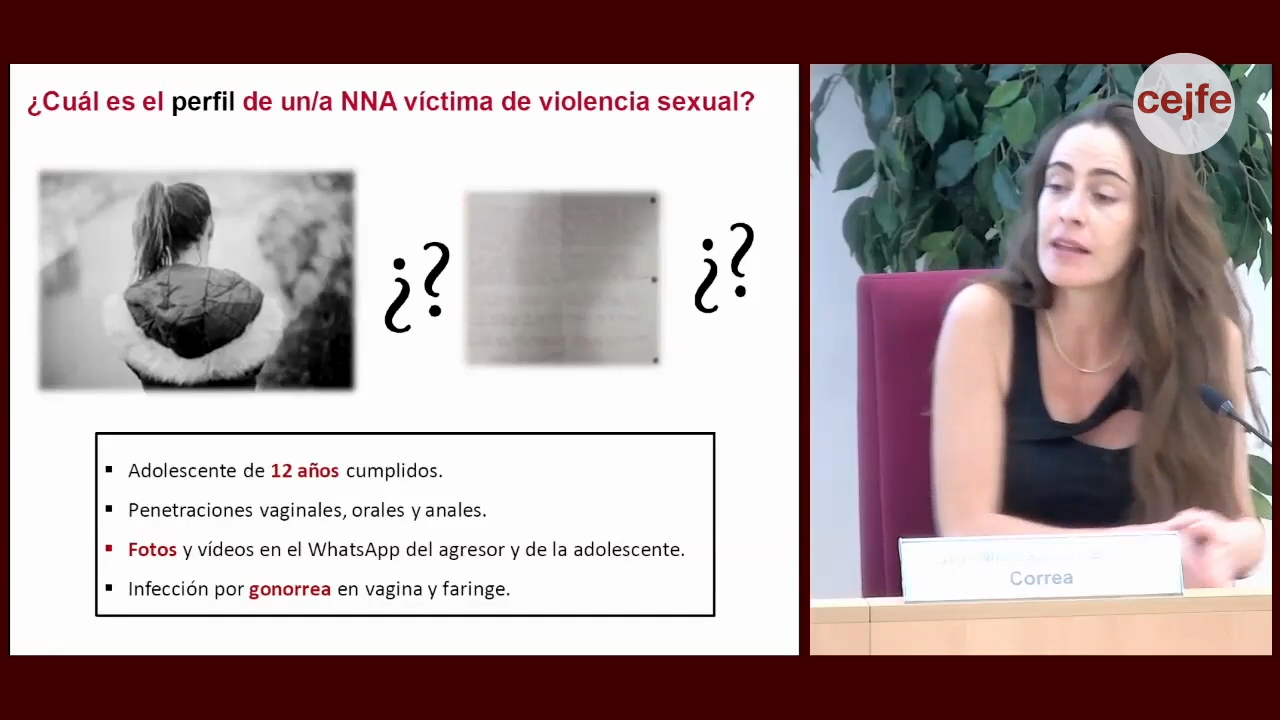 ¿Cuál es el perfil de un/a NNA víctima de violencia sexual?
cejfe
¿?
¿?
▪ Adolescente de 12 años cumplidos.
▪ Penetraciones vaginales, orales y anales.
▪ Fotos y vídeos en el WhatsApp del agresor y de la adolescente.
▪ Infección por gonorrea en vagina y faringe.
Correa